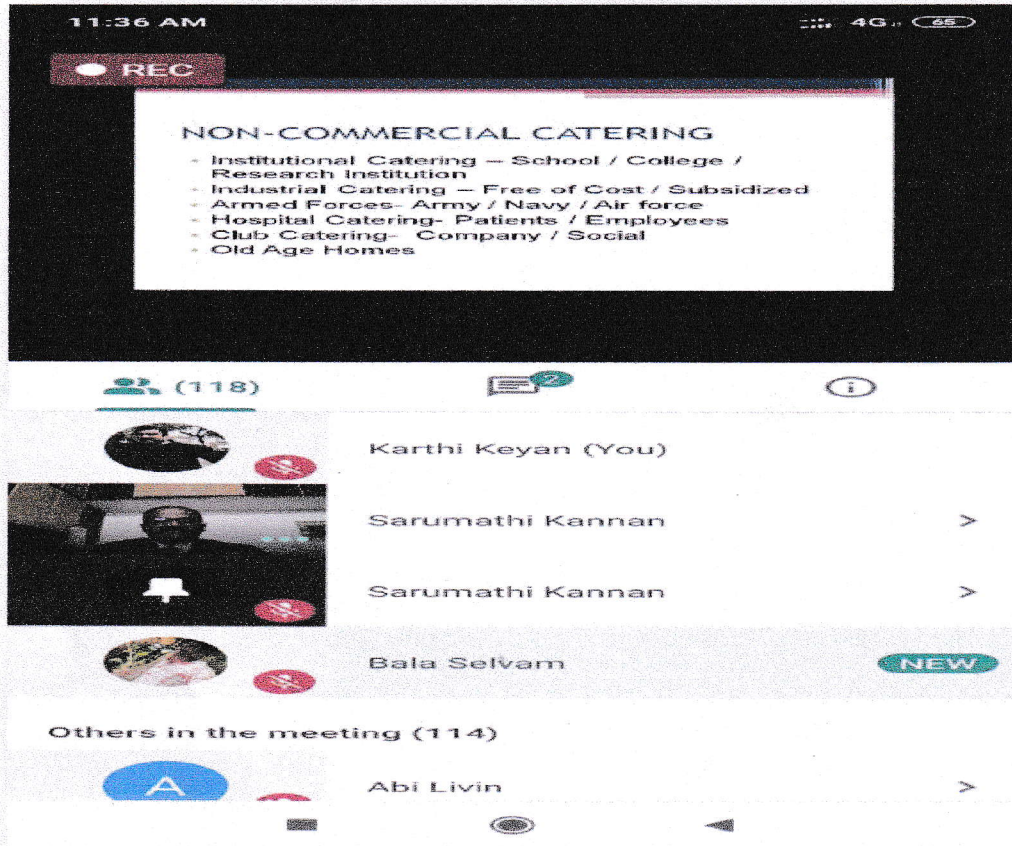 11:36 AM
4G 65
REC
NON-COMMERCIAL CATERING
- Institutional Catering – School / College /
Research Institution
- Industrial Catering – Free of Cost / Subsidized
- Armed Forces- Army / Navy / Air force
- Hospital Catering- Patients / Employees
- Club Catering- Company / Social
- Old Age Homes
(118)
2
Karthi Keyan (You)
Sarumathi Kannan
Sarumathi Kannan
Bala Selvam
NEW
Others in the meeting (114)
A
Abi Livin